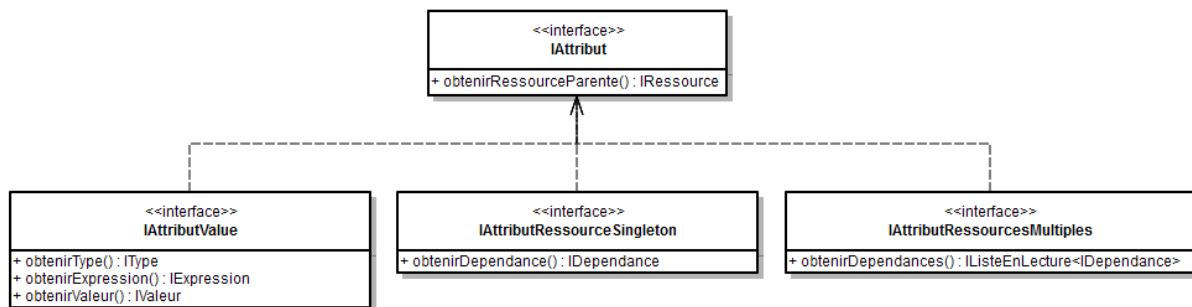 <<interface>>
IAttribut
+ obtenirRessourceParente() : IRessource
<<interface>>
IAttributValue
+ obtenirType() : IType
+ obtenirExpression() : IExpression
+ obtenirValeur() : IValeur
<<interface>>
IAttributRessourceSingleton
+ obtenirDependance() : IDependance
<<interface>>
IAttributRessourcesMultiples
+ obtenirDependances() : IListeEnLecture<IDependance>